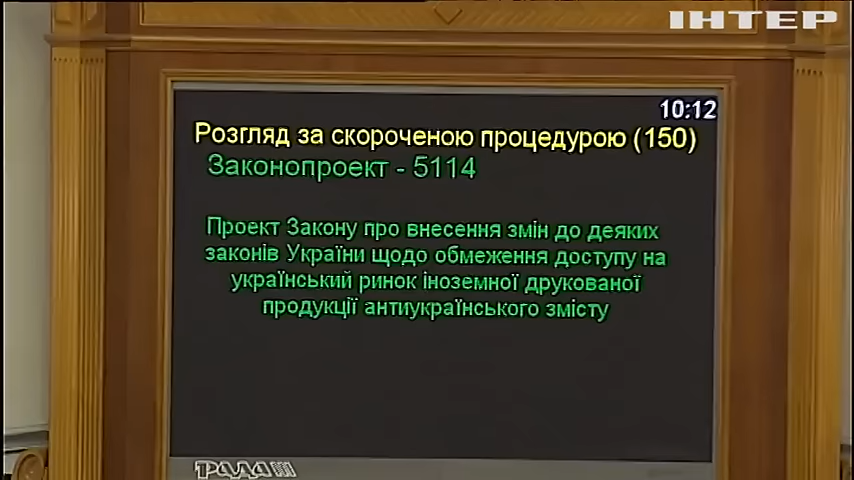 ІНТЕР
10:12
Розгляд за скороченою процедурою (150)
Законопроект - 5114
Проект Закону про внесення змін до деяких
законів України щодо обмеження доступу на
український ринок іноземної друкованої
продукції антиукраїнського змісту
РАДА